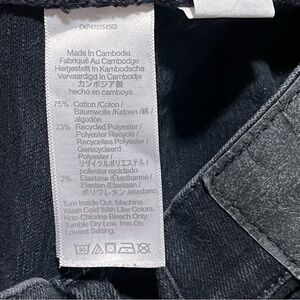 Made In Cambodia
Fabriqué Au Cambodge
Hergestellt In Kambodscha
Vervaardigd In Cambodja
カンボジア製
hecho en camboya
75% Cotton /Coton /
Baumwolle /Katoen /綿 /
algodón
23% Recycled Polyester /
Polyester Recyclé /
Recyceltes Polyester /
Gerecycleerd
Polyester /
リサイクルポリエステル /
poliester reciclado
2% Elastane /Élasthanne /
Elastan /Elastaan /
ポリウレタン /elastano
Turn Inside Out. Machine
Wash Cold With Like Colors.
Non-Chlorine Bleach Only.
Tumble Dry Low. Iron On
Lowest Setting.